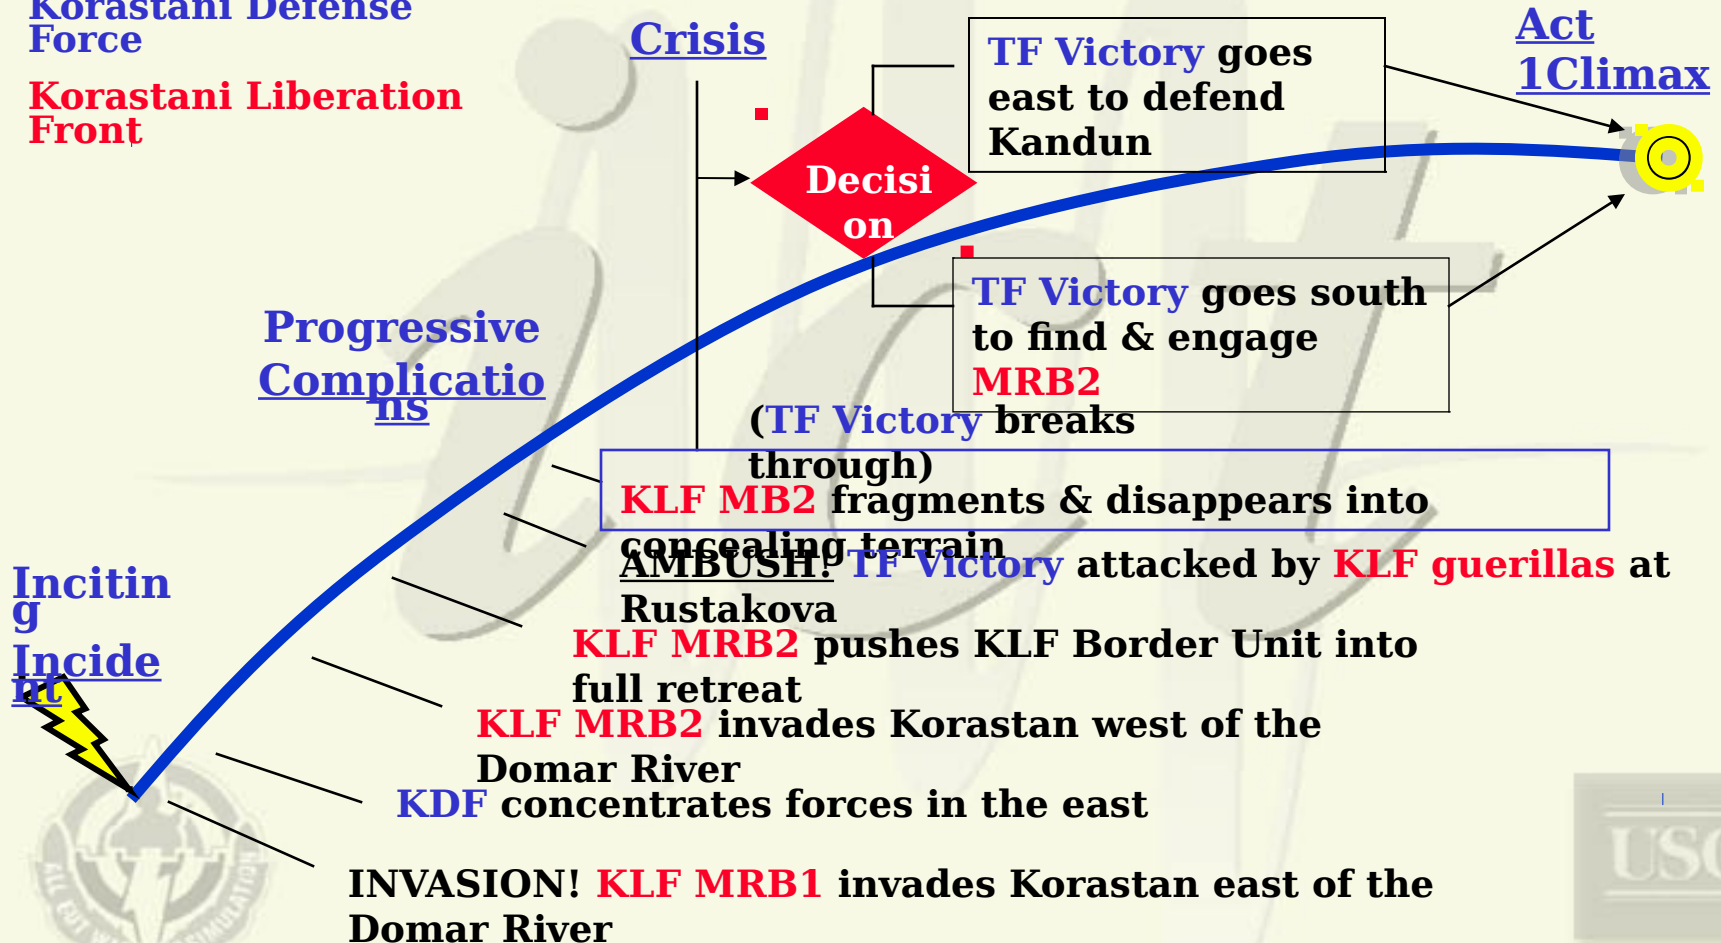 Korastani Defense
Force
Korastani Liberation
Front
Crisis
Act
1Climax
TF Victory goes
east to defend
Kandun
Decisi
on
TF Victory goes south
to find & engage
MRB2
Progressive
Complicatio
ns
(TF Victory breaks
through)
KLF MB2 fragments & disappears into
concealing terrain
AMBUSH! TF Victory attacked by KLF guerillas at
Rustakova
KLF MRB2 pushes KLF Border Unit into
full retreat
KLF MRB2 invades Korastan west of the
Domar River
KDF concentrates forces in the east
INVASION! KLF MRB1 invades Korastan east of the
Domar River
Incitin
g
Incide
nt
ict